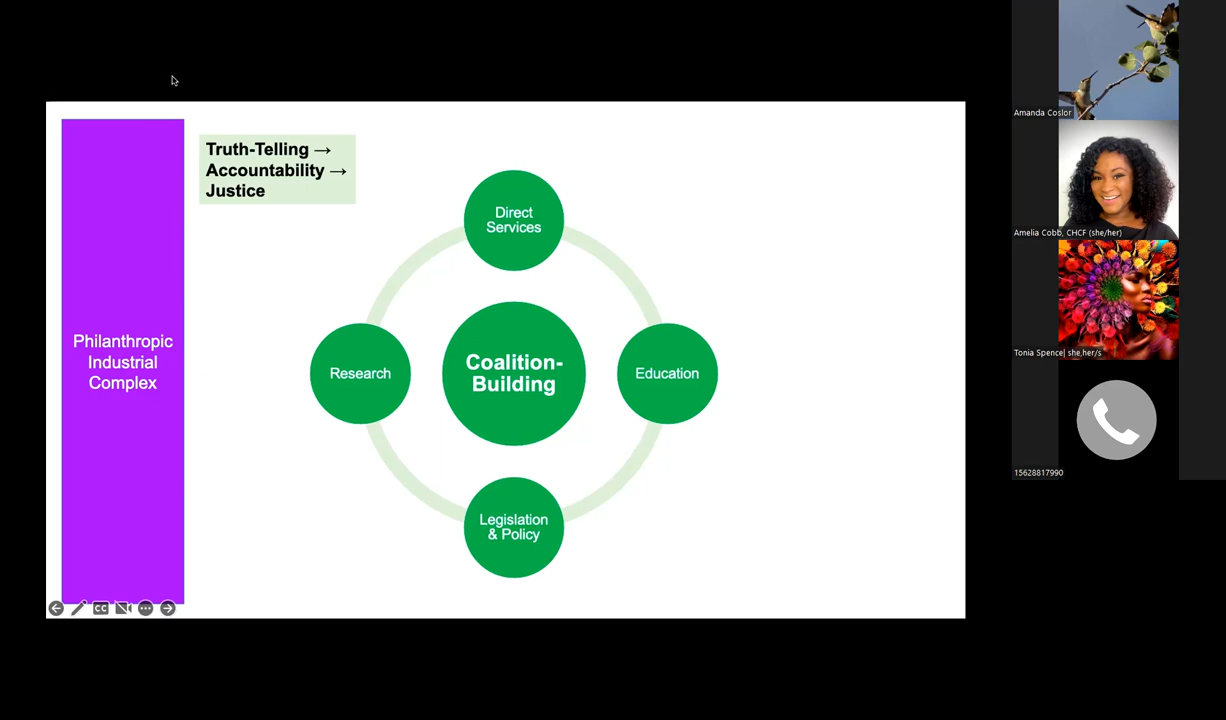 Truth-Telling →
Accountability →
Justice
Philanthropic
Industrial
Complex
Direct
Services
Research
Coalition-
Building
Education
Legislation
& Policy
CC
Amanda Coslor
Amelia Cobb, CHCF (she/her)
Tonia Spence| she,her/s
15628817990